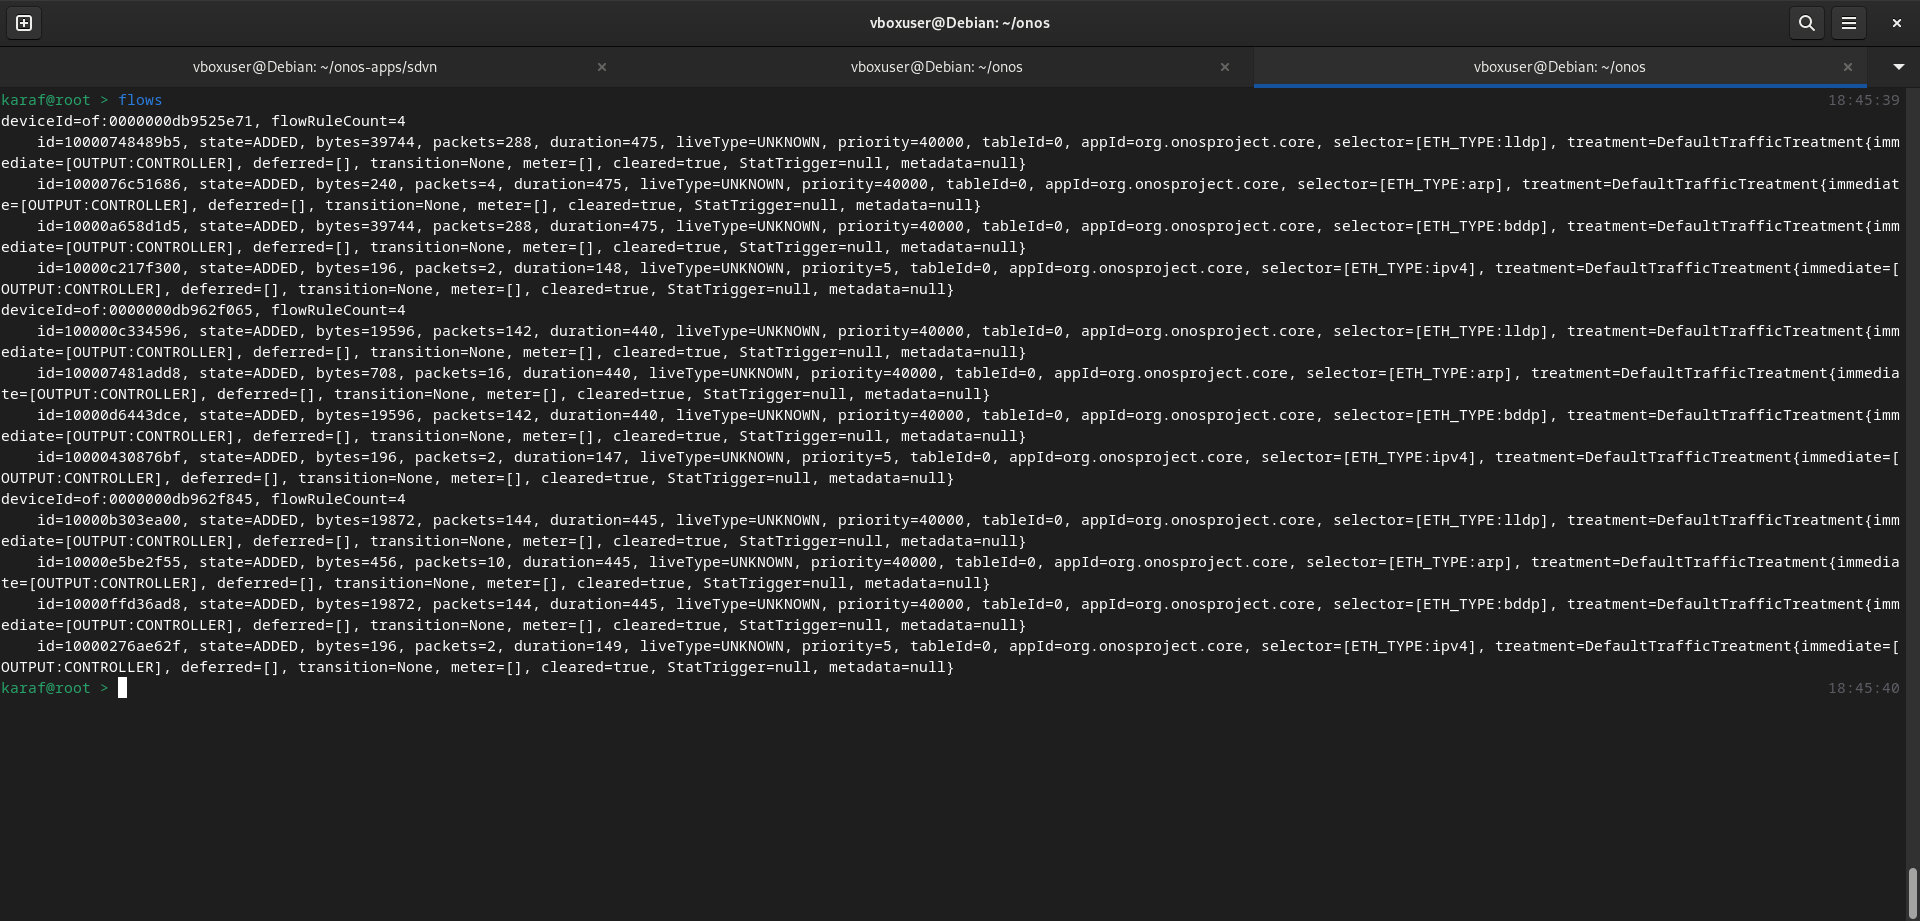 vboxuser@Debian: ~/onos
vboxuser@Debian: ~/onos-apps/sdvn
vboxuser@Debian: ~/onos
vboxuser@Debian: ~/onos
karaf@root > flows 18:45:39
deviceId=of:0000000db9525e71, flowRuleCount=4
id=10000748489b5, state=ADDED, bytes=39744, packets=288, duration=475, liveType=UNKNOWN, priority=40000, tableId=0, appId=org.onosproject.core, selector=[ETH_TYPE:lldp], treatment=DefaultTrafficTreatment{imm
ediate=[OUTPUT:CONTROLLER], deferred=[], transition=None, meter=[], cleared=true, StatTrigger=null, metadata=null}
id=1000076c51686, state=ADDED, bytes=240, packets=4, duration=475, liveType=UNKNOWN, priority=40000, tableId=0, appId=org.onosproject.core, selector=[ETH_TYPE:arp], treatment=DefaultTrafficTreatment{immediat
e=[OUTPUT:CONTROLLER], deferred=[], transition=None, meter=[], cleared=true, StatTrigger=null, metadata=null}
id=10000a658d1d5, state=ADDED, bytes=39744, packets=288, duration=475, liveType=UNKNOWN, priority=40000, tableId=0, appId=org.onosproject.core, selector=[ETH_TYPE:bddp], treatment=DefaultTrafficTreatment{imm
ediate=[OUTPUT:CONTROLLER], deferred=[], transition=None, meter=[], cleared=true, StatTrigger=null, metadata=null}
id=10000c217f300, state=ADDED, bytes=196, packets=2, duration=148, liveType=UNKNOWN, priority=5, tableId=0, appId=org.onosproject.core, selector=[ETH_TYPE:ipv4], treatment=DefaultTrafficTreatment{immediate=[
OUTPUT:CONTROLLER], deferred=[], transition=None, meter=[], cleared=true, StatTrigger=null, metadata=null}
deviceId=of:0000000db962f065, flowRuleCount=4
id=100000c334596, state=ADDED, bytes=19596, packets=142, duration=440, liveType=UNKNOWN, priority=40000, tableId=0, appId=org.onosproject.core, selector=[ETH_TYPE:lldp], treatment=DefaultTrafficTreatment{imm
ediate=[OUTPUT:CONTROLLER], deferred=[], transition=None, meter=[], cleared=true, StatTrigger=null, metadata=null}
id=100007481add8, state=ADDED, bytes=708, packets=16, duration=440, liveType=UNKNOWN, priority=40000, tableId=0, appId=org.onosproject.core, selector=[ETH_TYPE:arp], treatment=DefaultTrafficTreatment{immedia
te=[OUTPUT:CONTROLLER], deferred=[], transition=None, meter=[], cleared=true, StatTrigger=null, metadata=null}
id=10000d6443dce, state=ADDED, bytes=19596, packets=142, duration=440, liveType=UNKNOWN, priority=40000, tableId=0, appId=org.onosproject.core, selector=[ETH_TYPE:bddp], treatment=DefaultTrafficTreatment{imm
ediate=[OUTPUT:CONTROLLER], deferred=[], transition=None, meter=[], cleared=true, StatTrigger=null, metadata=null}
id=10000430876bf, state=ADDED, bytes=196, packets=2, duration=147, liveType=UNKNOWN, priority=5, tableId=0, appId=org.onosproject.core, selector=[ETH_TYPE:ipv4], treatment=DefaultTrafficTreatment{immediate=[
OUTPUT:CONTROLLER], deferred=[], transition=None, meter=[], cleared=true, StatTrigger=null, metadata=null}
deviceId=of:0000000db962f845, flowRuleCount=4
id=10000b303ea00, state=ADDED, bytes=19872, packets=144, duration=445, liveType=UNKNOWN, priority=40000, tableId=0, appId=org.onosproject.core, selector=[ETH_TYPE:lldp], treatment=DefaultTrafficTreatment{imm
ediate=[OUTPUT:CONTROLLER], deferred=[], transition=None, meter=[], cleared=true, StatTrigger=null, metadata=null}
id=10000e5be2f55, state=ADDED, bytes=456, packets=10, duration=445, liveType=UNKNOWN, priority=40000, tableId=0, appId=org.onosproject.core, selector=[ETH_TYPE:arp], treatment=DefaultTrafficTreatment{immedia
te=[OUTPUT:CONTROLLER], deferred=[], transition=None, meter=[], cleared=true, StatTrigger=null, metadata=null}
id=10000ffd36ad8, state=ADDED, bytes=19872, packets=144, duration=445, liveType=UNKNOWN, priority=40000, tableId=0, appId=org.onosproject.core, selector=[ETH_TYPE:bddp], treatment=DefaultTrafficTreatment{imm
ediate=[OUTPUT:CONTROLLER], deferred=[], transition=None, meter=[], cleared=true, StatTrigger=null, metadata=null}
id=10000276ae62f, state=ADDED, bytes=196, packets=2, duration=149, liveType=UNKNOWN, priority=5, tableId=0, appId=org.onosproject.core, selector=[ETH_TYPE:ipv4], treatment=DefaultTrafficTreatment{immediate=[
OUTPUT:CONTROLLER], deferred=[], transition=None, meter=[], cleared=true, StatTrigger=null, metadata=null}
karaf@root > 18:45:40